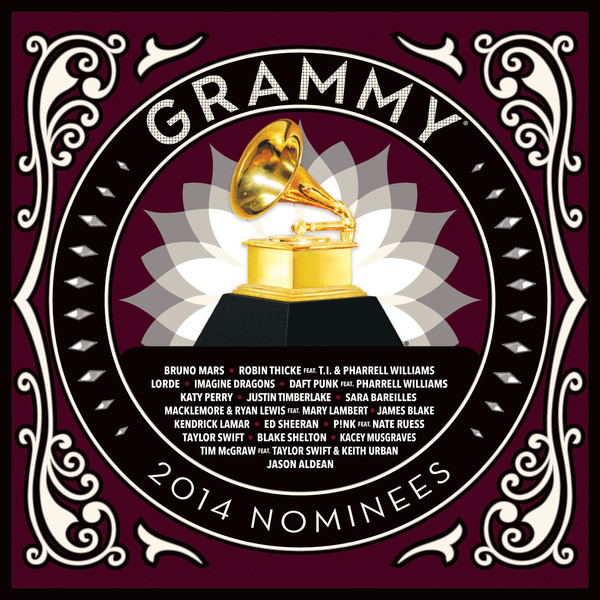 GRAMMY®
BRUNO MARS • ROBIN THICKE FEAT. T.I. & PHARRELL WILLIAMS
LORDE • IMAGINE DRAGONS • DAFT PUNK FEAT. PHARRELL WILLIAMS
KATY PERRY • JUSTIN TIMBERLAKE • SARA BAREILLES
MACKLEMORE & RYAN LEWIS FEAT. MARY LAMBERT • JAMES BLAKE
KENDRICK LAMAR • ED SHEERAN • P!NK FEAT. NATE RUESS
TAYLOR SWIFT • BLAKE SHELTON • KACEY MUSGRAVES
TIM McGRAW FEAT. TAYLOR SWIFT & KEITH URBAN
JASON ALDEAN
2014 NOMINEES